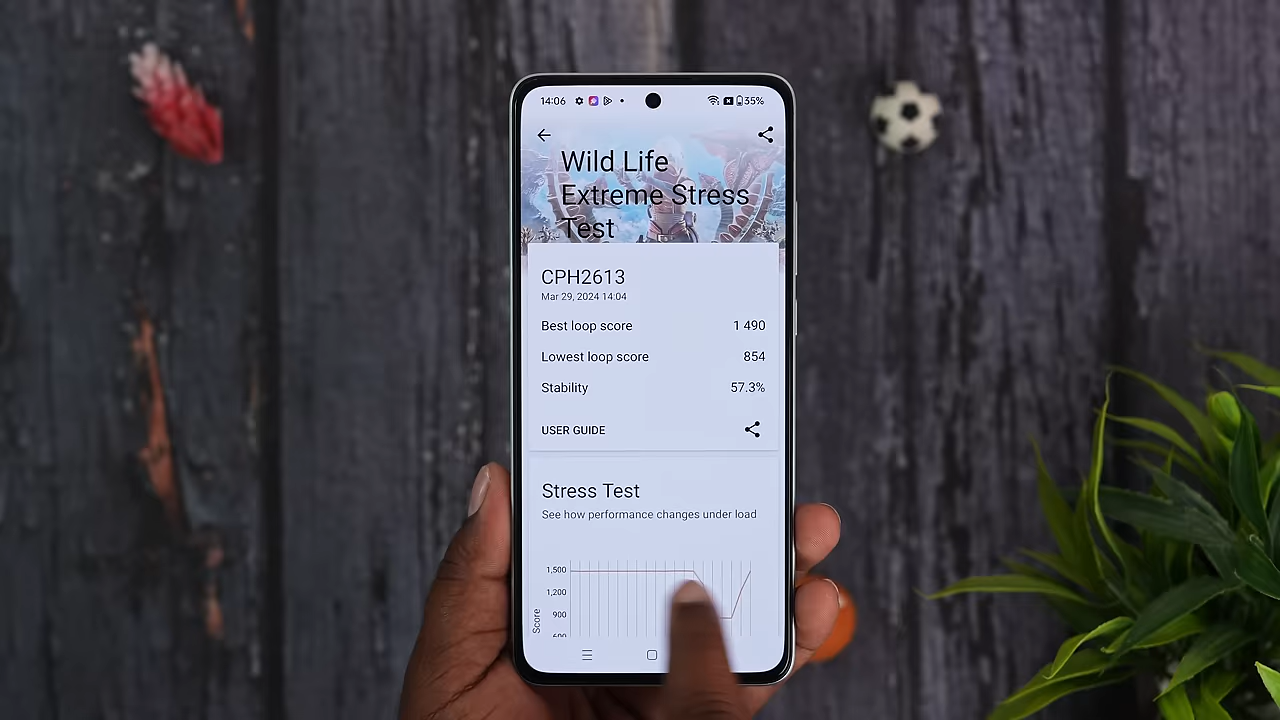 14:06 35%
Wild Life
Extreme Stress
Test
CPH2613
Mar 29, 2024 14:04
Best loop score 1 490
Lowest loop score 854
Stability 57.3%
USER GUIDE
Stress Test
See how performance changes under load
1,500
1,200
900
600
Score